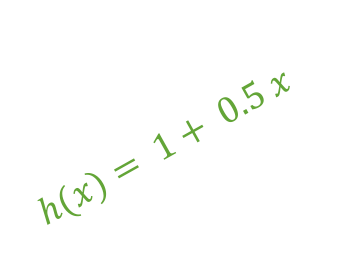 h(x) = 1 + 0.5 x